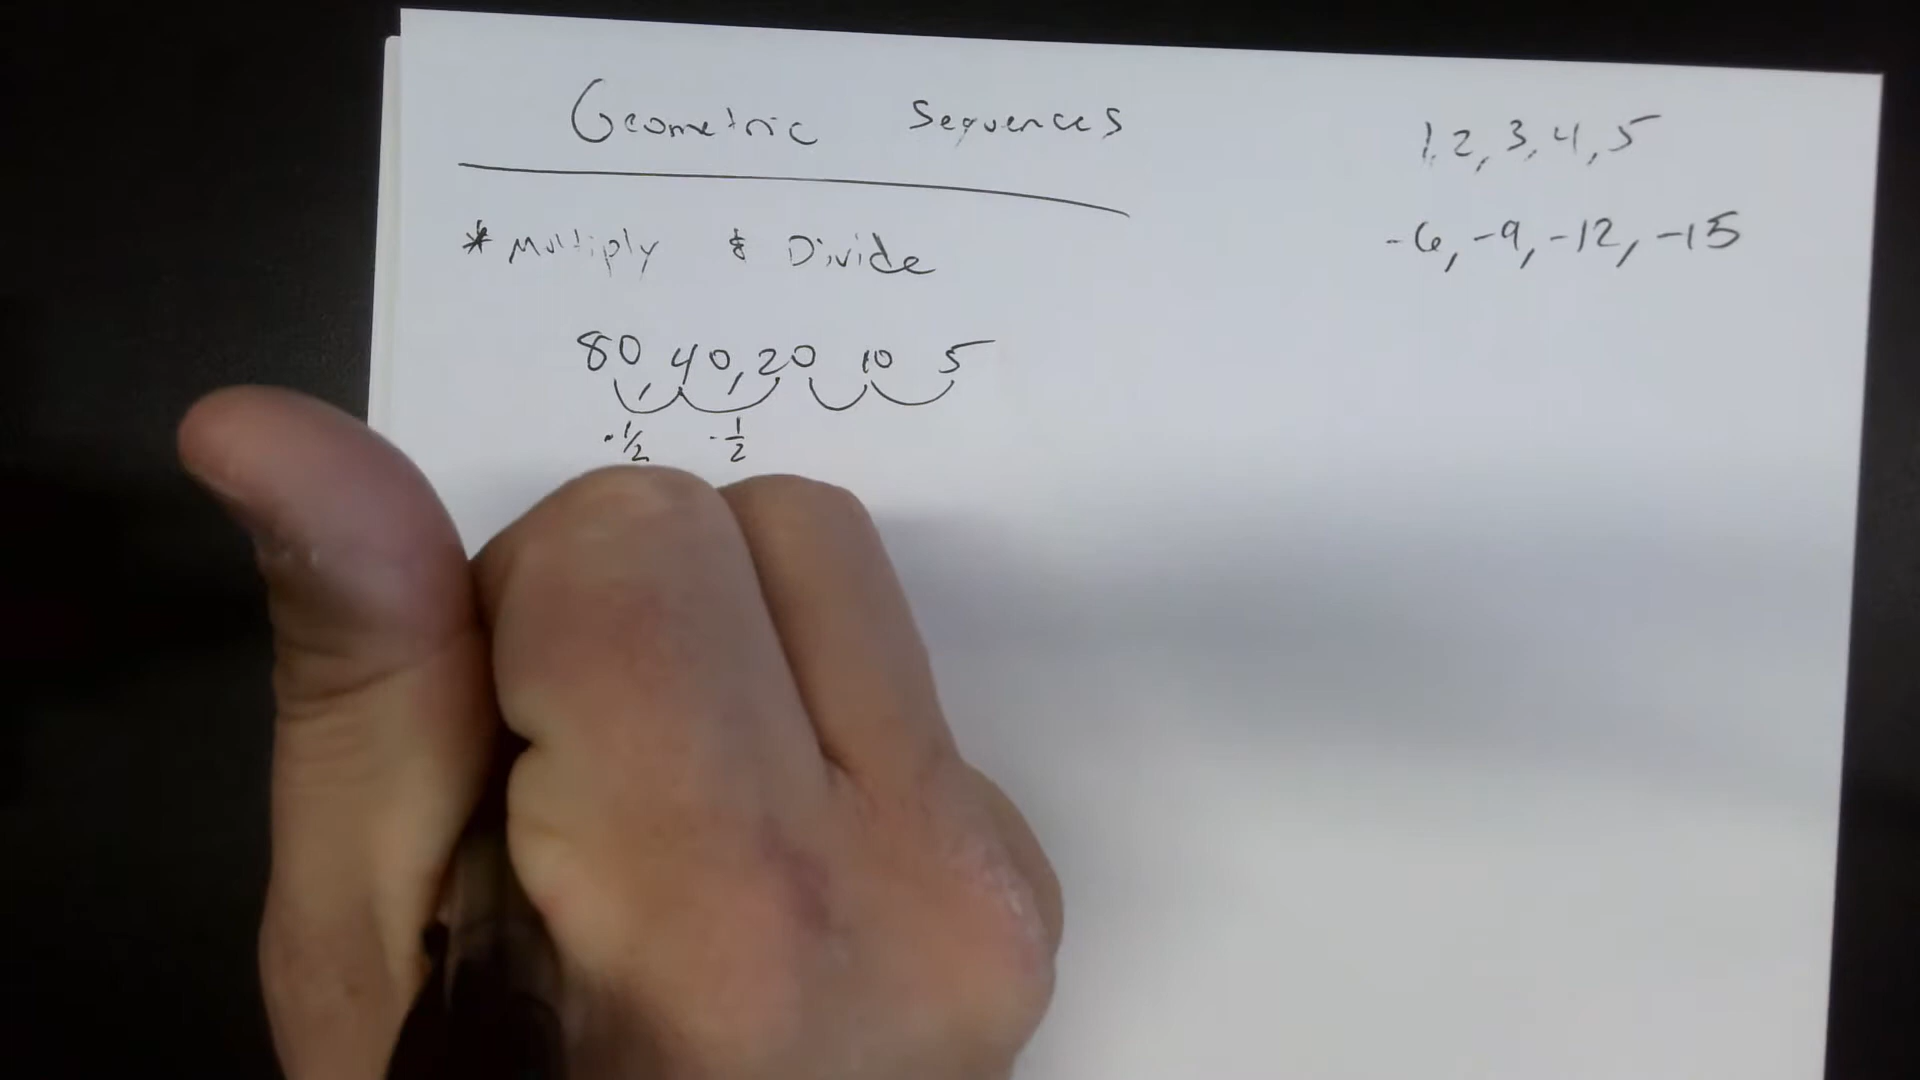 Geometric Sequences
* Multiply & Divide
80, 40, 20 10 5
· 1/2 · 1/2
1, 2, 3, 4, 5
-6, -9, -12, -15